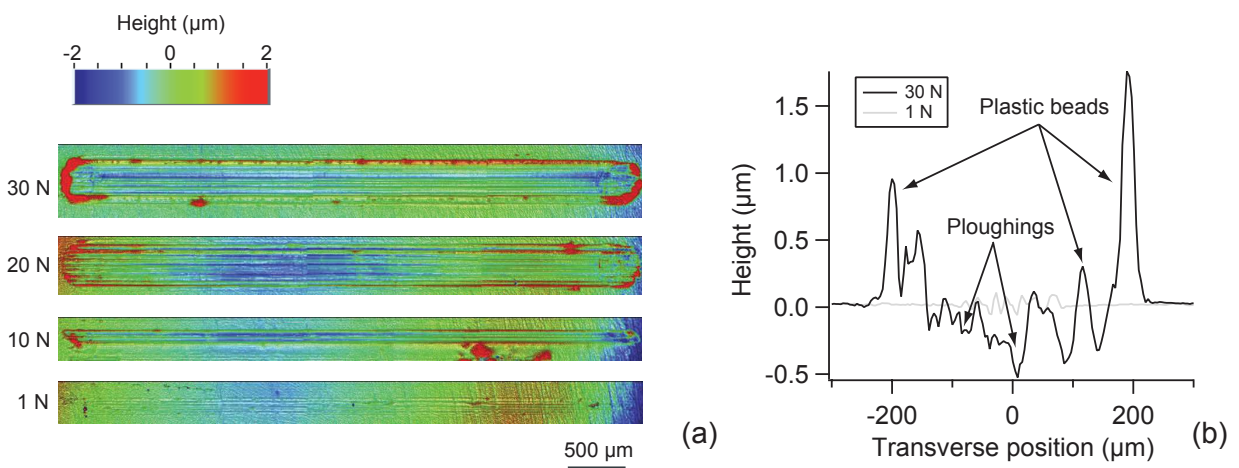 Height (µm)
-2 0 2
30 N
20 N
10 N
1 N
500 µm
(a)
30 N
1 N
Plastic beads
Ploughings
Height (µm)
1.5
1.0
0.5
0.0
-0.5
-200 0 200
Transverse position (µm)
(b)